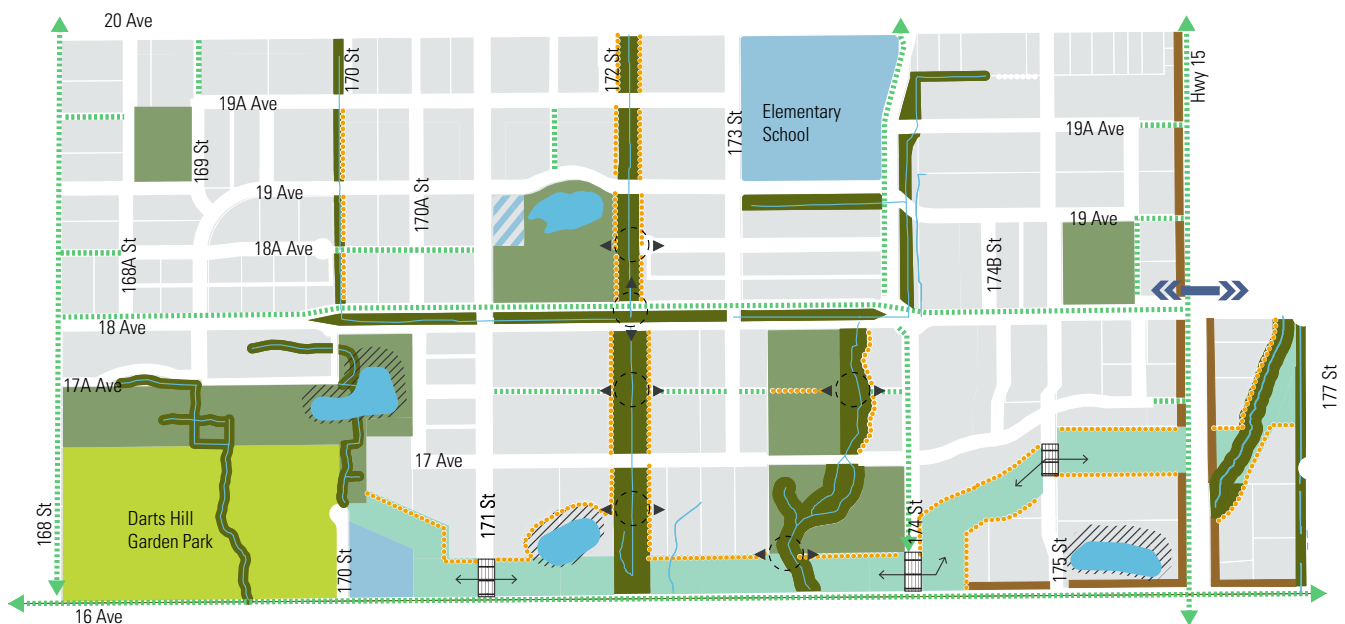 20 Ave
170 St
172 St
Hwy 15
19A Ave
Elementary
School
173 St
19A Ave
169 St
19 Ave
170A St
19 Ave
168A St
18A Ave
174B St
18 Ave
17A Ave
177 St
17 Ave
168 St
Darts Hill
Garden Park
170 St
171 St
174 St
175 St
16 Ave